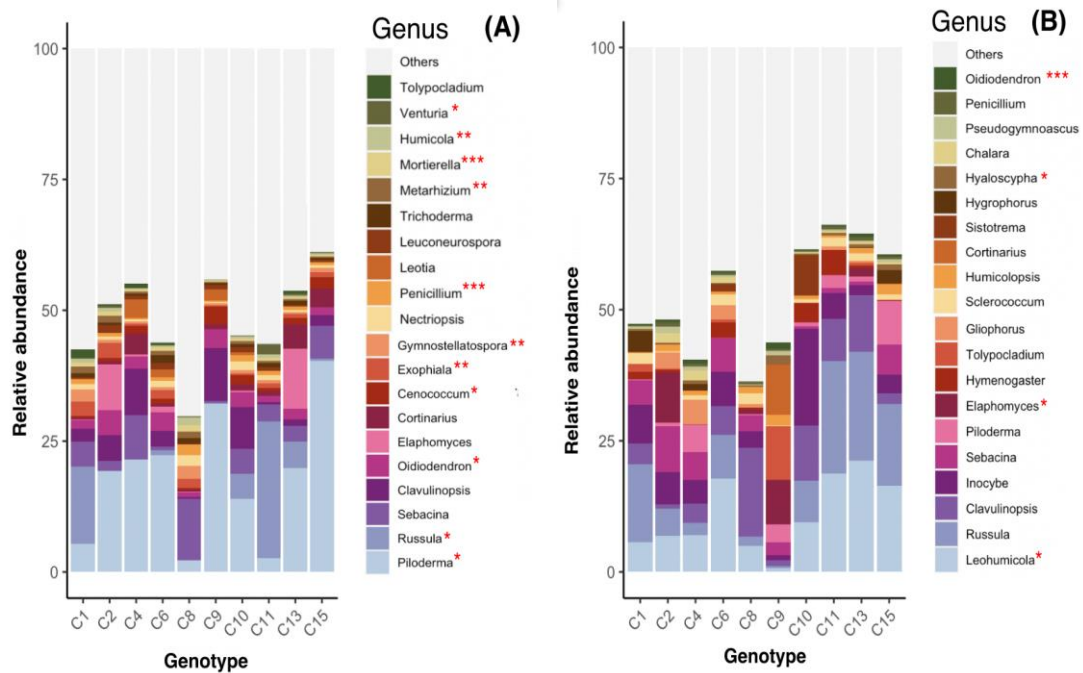 Genus (A)
100
75
50
25
0
Relative abundance
C1 C2 C4 C6 C8 C9 C10 C11 C13 C15
Genotype
Others
Tolypocladium
Venturia *
Humicola **
Mortierella ***
Metarhizium **
Trichoderma
Leuconeurospora
Leotia
Penicillium ***
Nectriopsis
Gymnostellatospora **
Exophiala **
Cenococcum *
Cortinarius
Elaphomyces
Oidiodendron *
Clavulinopsis
Sebacina
Russula *
Piloderma *
Genus (B)
100
75
50
25
0
Relative abundance
C1 C2 C4 C6 C8 C9 C10 C11 C13 C15
Genotype
Others
Oidiodendron ***
Penicillium
Pseudogymnoascus
Chalara
Hyaloscypha *
Hygrophorus
Sistotrema
Cortinarius
Humicolopsis
Sclerococcum
Gliophorus
Tolypocladium
Hymenogaster
Elaphomyces *
Piloderma
Sebacina
Inocybe
Clavulinopsis
Russula
Leohumicola *